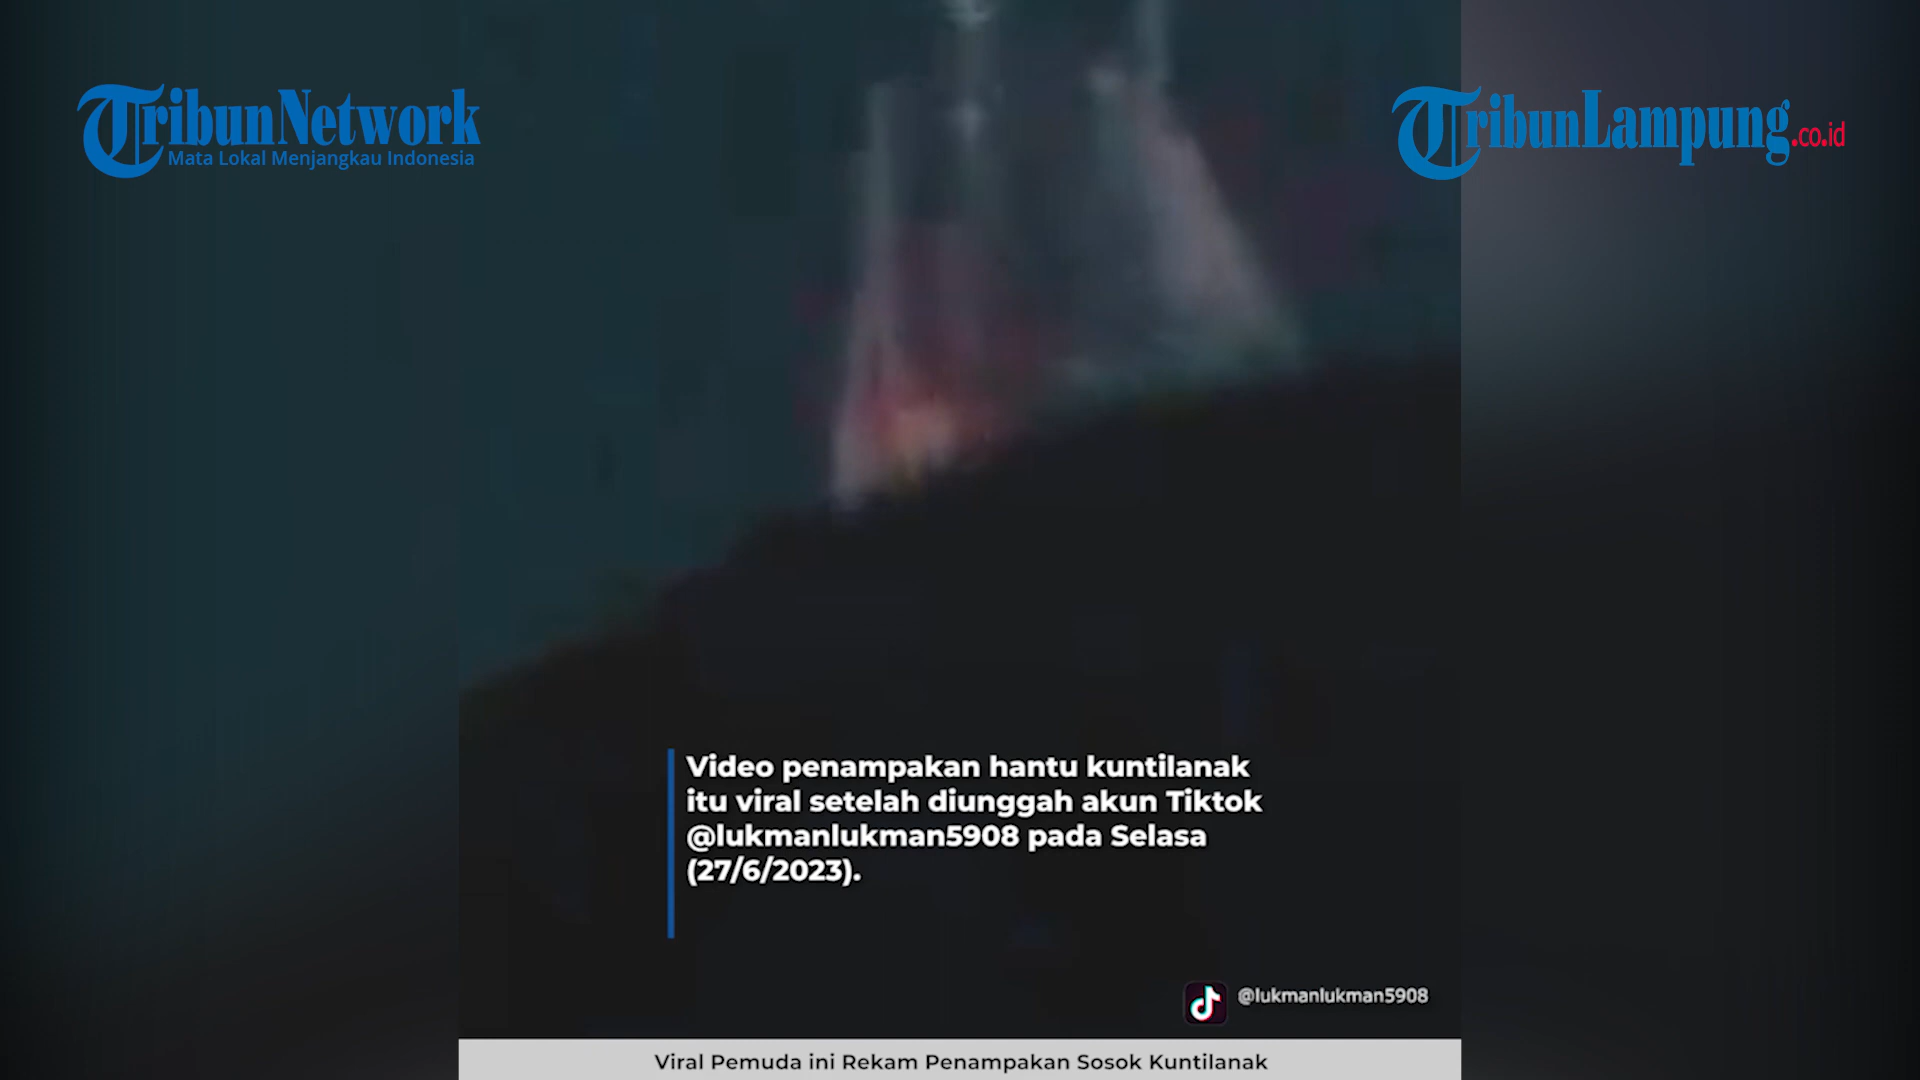 TribunNetwork
Mata Lokal Menjangkau Indonesia
TribunLampung.co.id
Video penampakan hantu kuntilanak
itu viral setelah diunggah akun Tiktok
@lukmanlukman5908 pada Selasa
(27/6/2023).
@lukmanlukman5908
Viral Pemuda ini Rekam Penampakan Sosok Kuntilanak